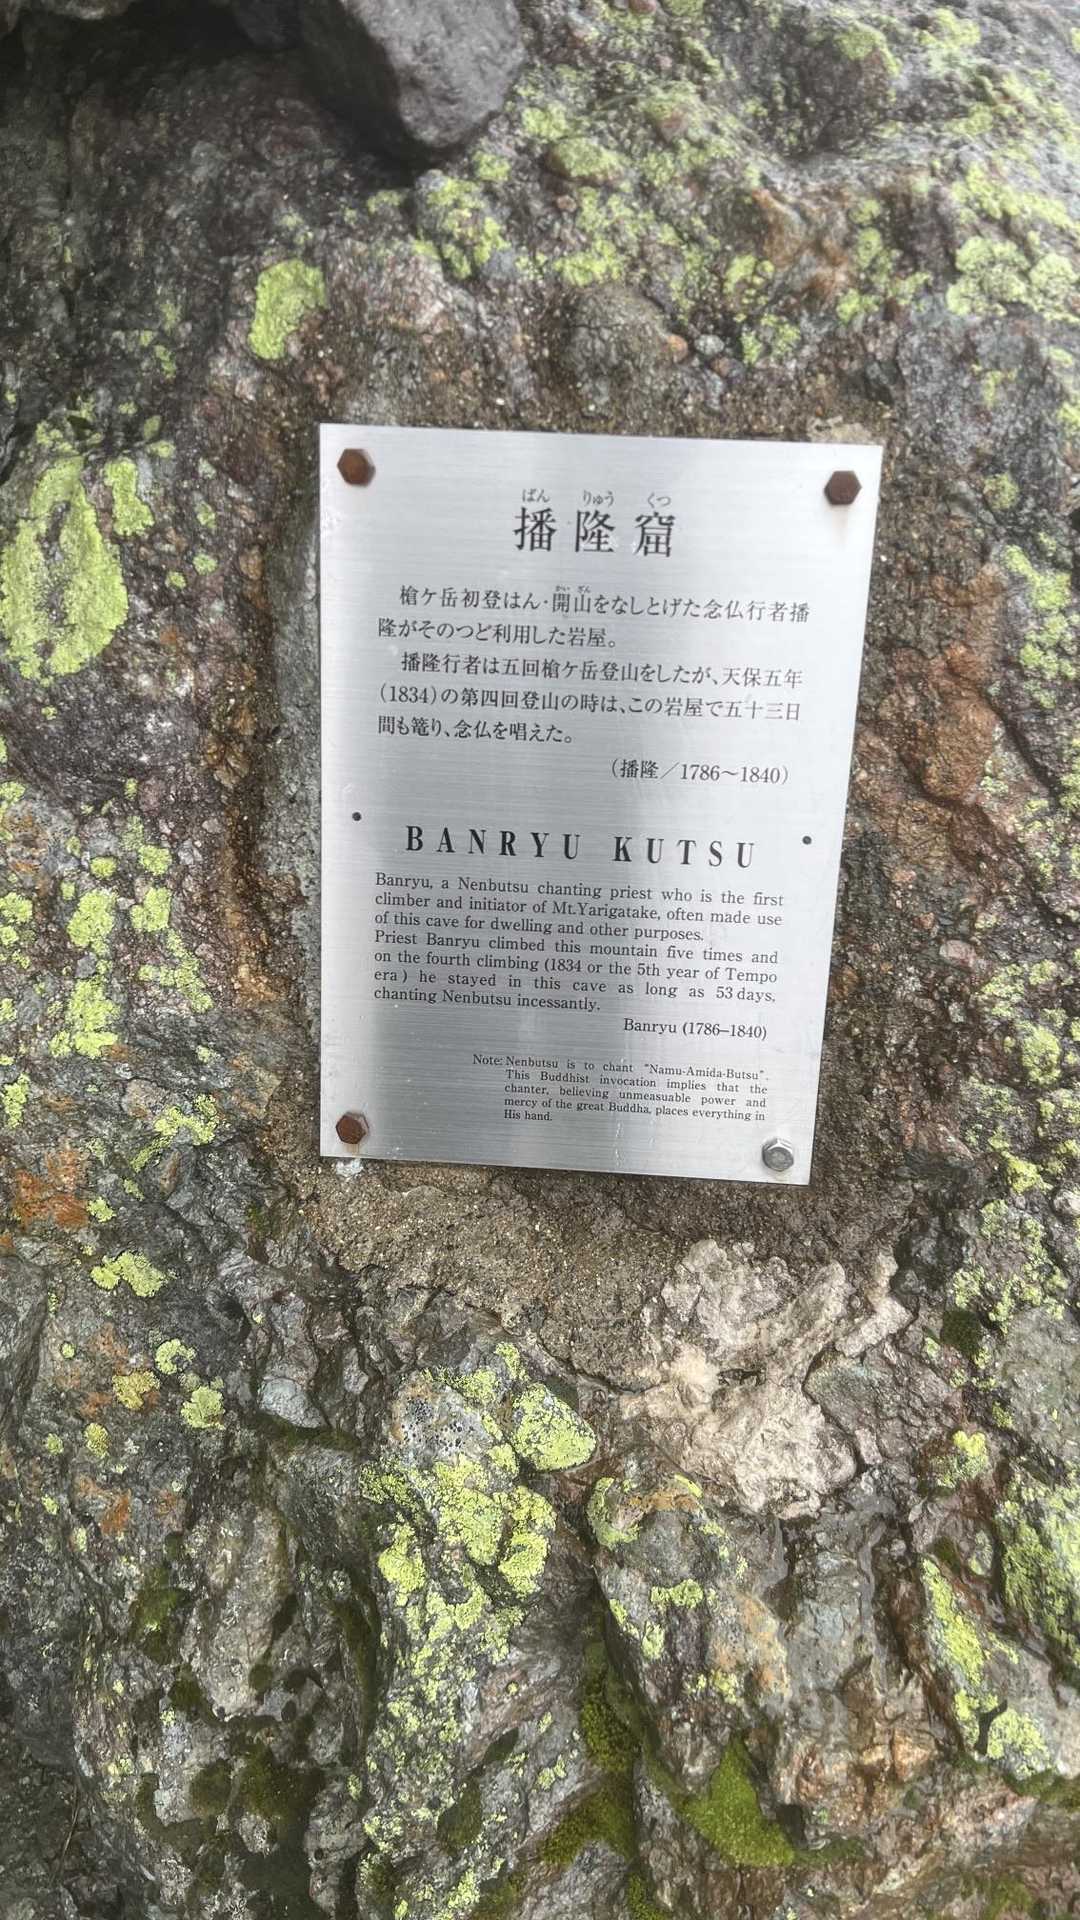 ばん りゅう くつ
播隆窟
かい ざん
槍ケ岳初登はん・開山をなしとげた念仏行者播
隆がそのつど利用した岩屋。
播隆行者は五回槍ケ岳登山をしたが、天保五年
(1834)の第四回登山の時は、この岩屋で五十三日
間も篭り、念仏を唱えた。
(播隆／1786〜1840)
BANRYU KUTSU
Banryu, a Nenbutsu chanting priest who is the first
climber and initiator of Mt.Yarigatake, often made use
of this cave for dwelling and other purposes.
Priest Banryu climbed this mountain five times and
on the fourth climbing (1834 or the 5th year of Tempo
era) he stayed in this cave as long as 53 days,
chanting Nenbutsu incessantly.
Banryu (1786–1840)
Note: Nenbutsu is to chant "Namu-Amida-Butsu".
This Buddhist invocation implies that the
chanter, believing unmeasuable power and
mercy of the great Buddha, places everything in
His hand.